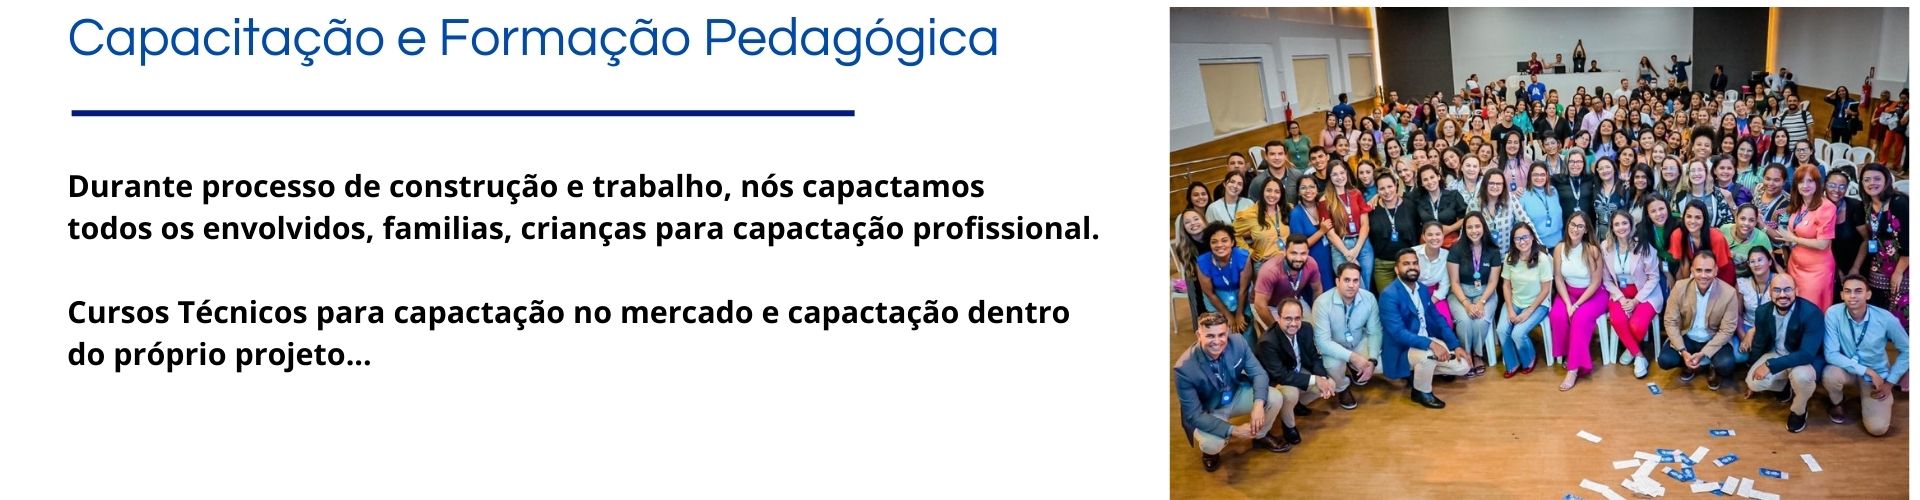 Capacitação e Formação Pedagógica
Durante processo de construção e trabalho, nós capactamos
todos os envolvidos, familias, crianças para capactação profissional.
Cursos Técnicos para capactação no mercado e capactação dentro
do próprio projeto...